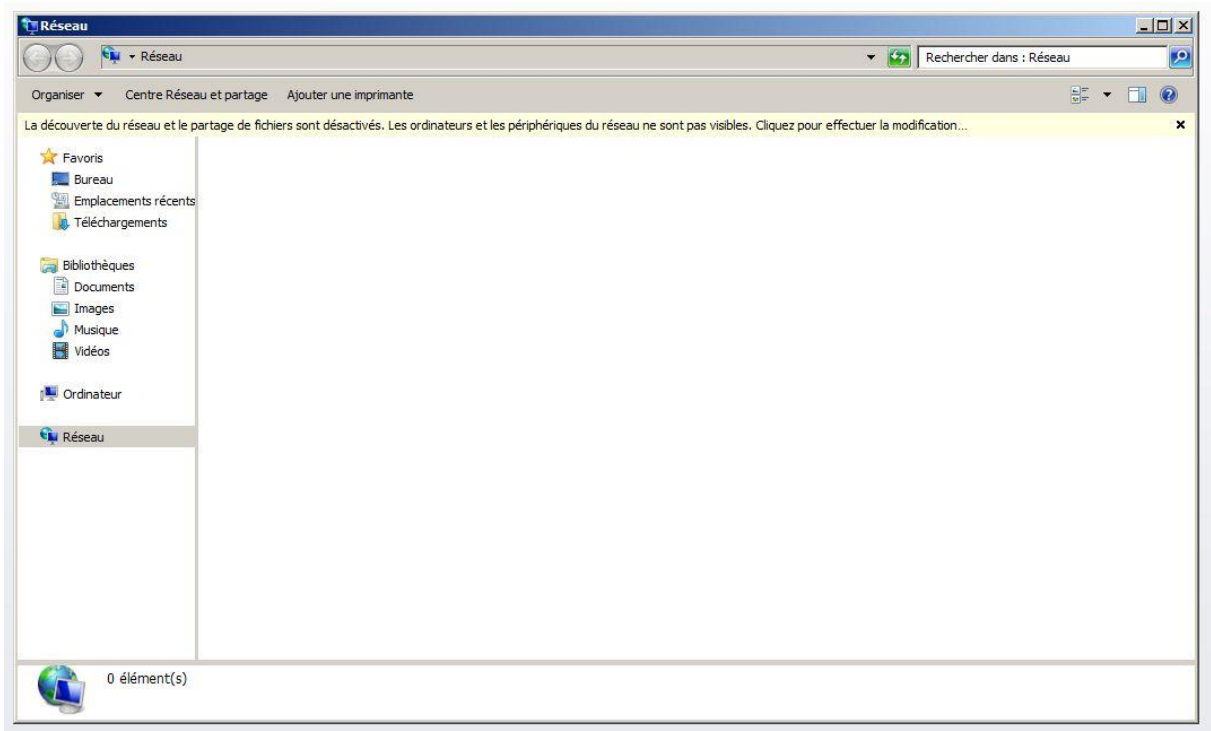 Réseau
Réseau
Rechercher dans : Réseau
Organiser Centre Réseau et partage Ajouter une imprimante
La découverte du réseau et le partage de fichiers sont désactivés. Les ordinateurs et les périphériques du réseau ne sont pas visibles. Cliquez pour effectuer la modification...
Favoris
Bureau
Emplacements récents
Téléchargements
Bibliothèques
Documents
Images
Musique
Vidéos
Ordinateur
Réseau
0 élément(s)